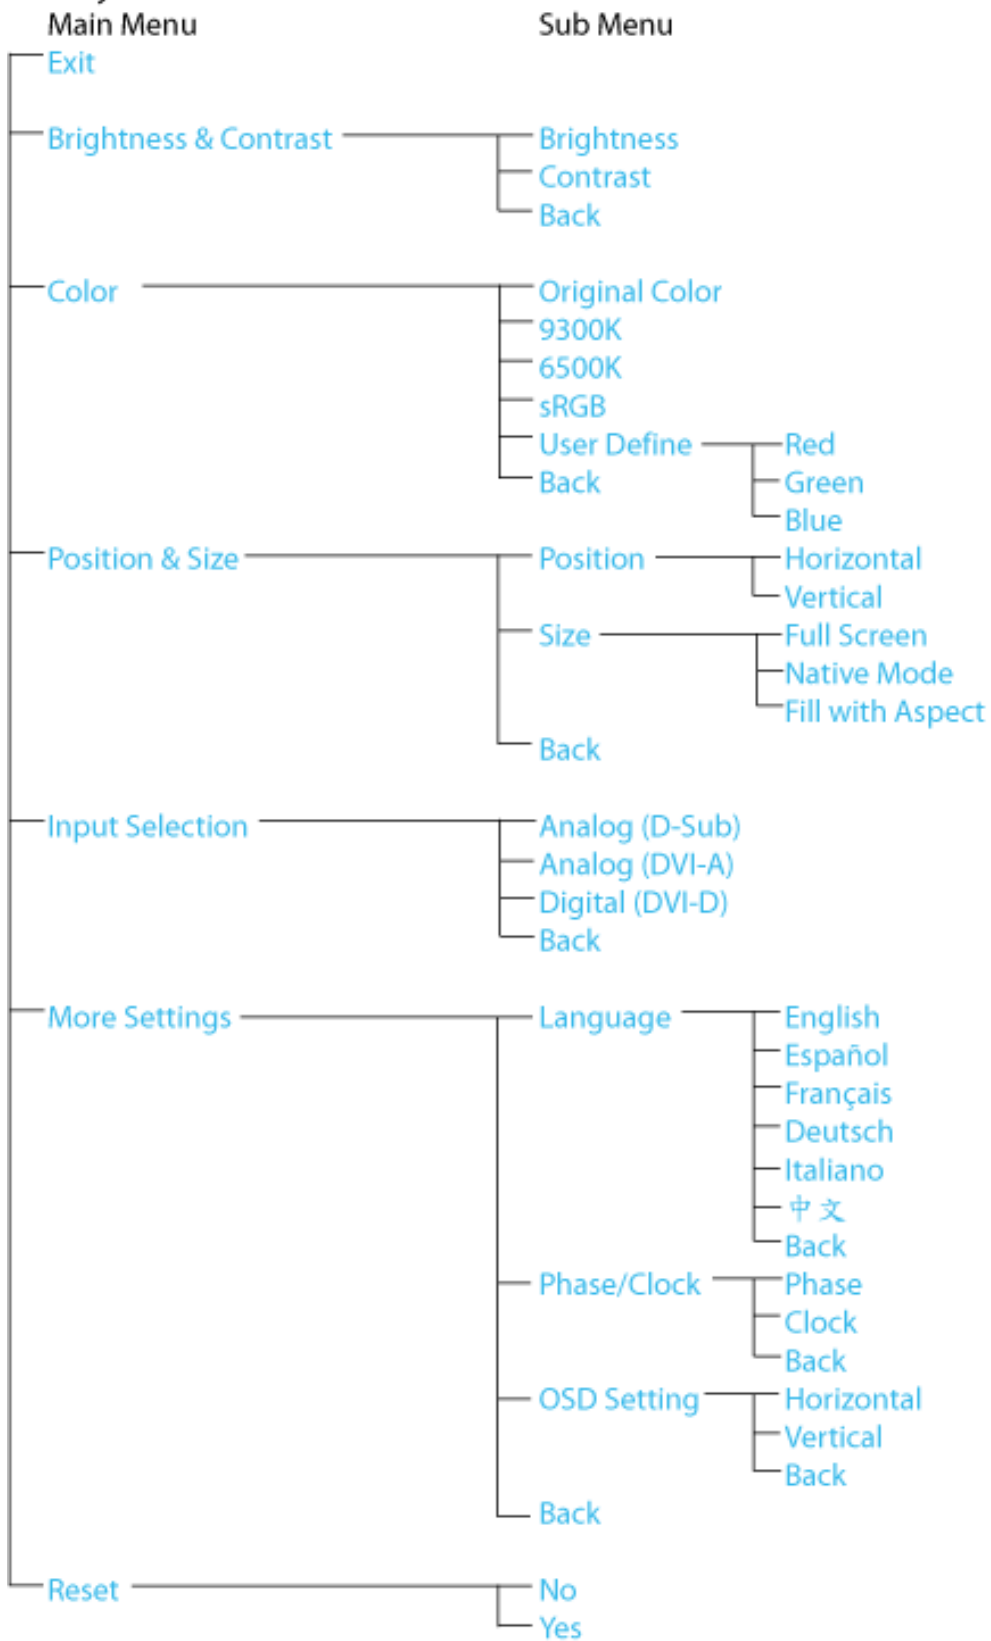 Main Menu Sub Menu
Exit
Brightness & Contrast Brightness
Contrast
Back
Color Original Color
9300K
6500K
sRGB
User Define Red
Back Green
Blue
Position & Size Position Horizontal
Vertical
Size Full Screen
Native Mode
Fill with Aspect
Back
Input Selection Analog (D-Sub)
Analog (DVI-A)
Digital (DVI-D)
Back
More Settings Language English
Español
Français
Deutsch
Italiano
中文
Back
Phase/Clock Phase
Clock
Back
OSD Setting Horizontal
Vertical
Back
Back
Reset No
Yes